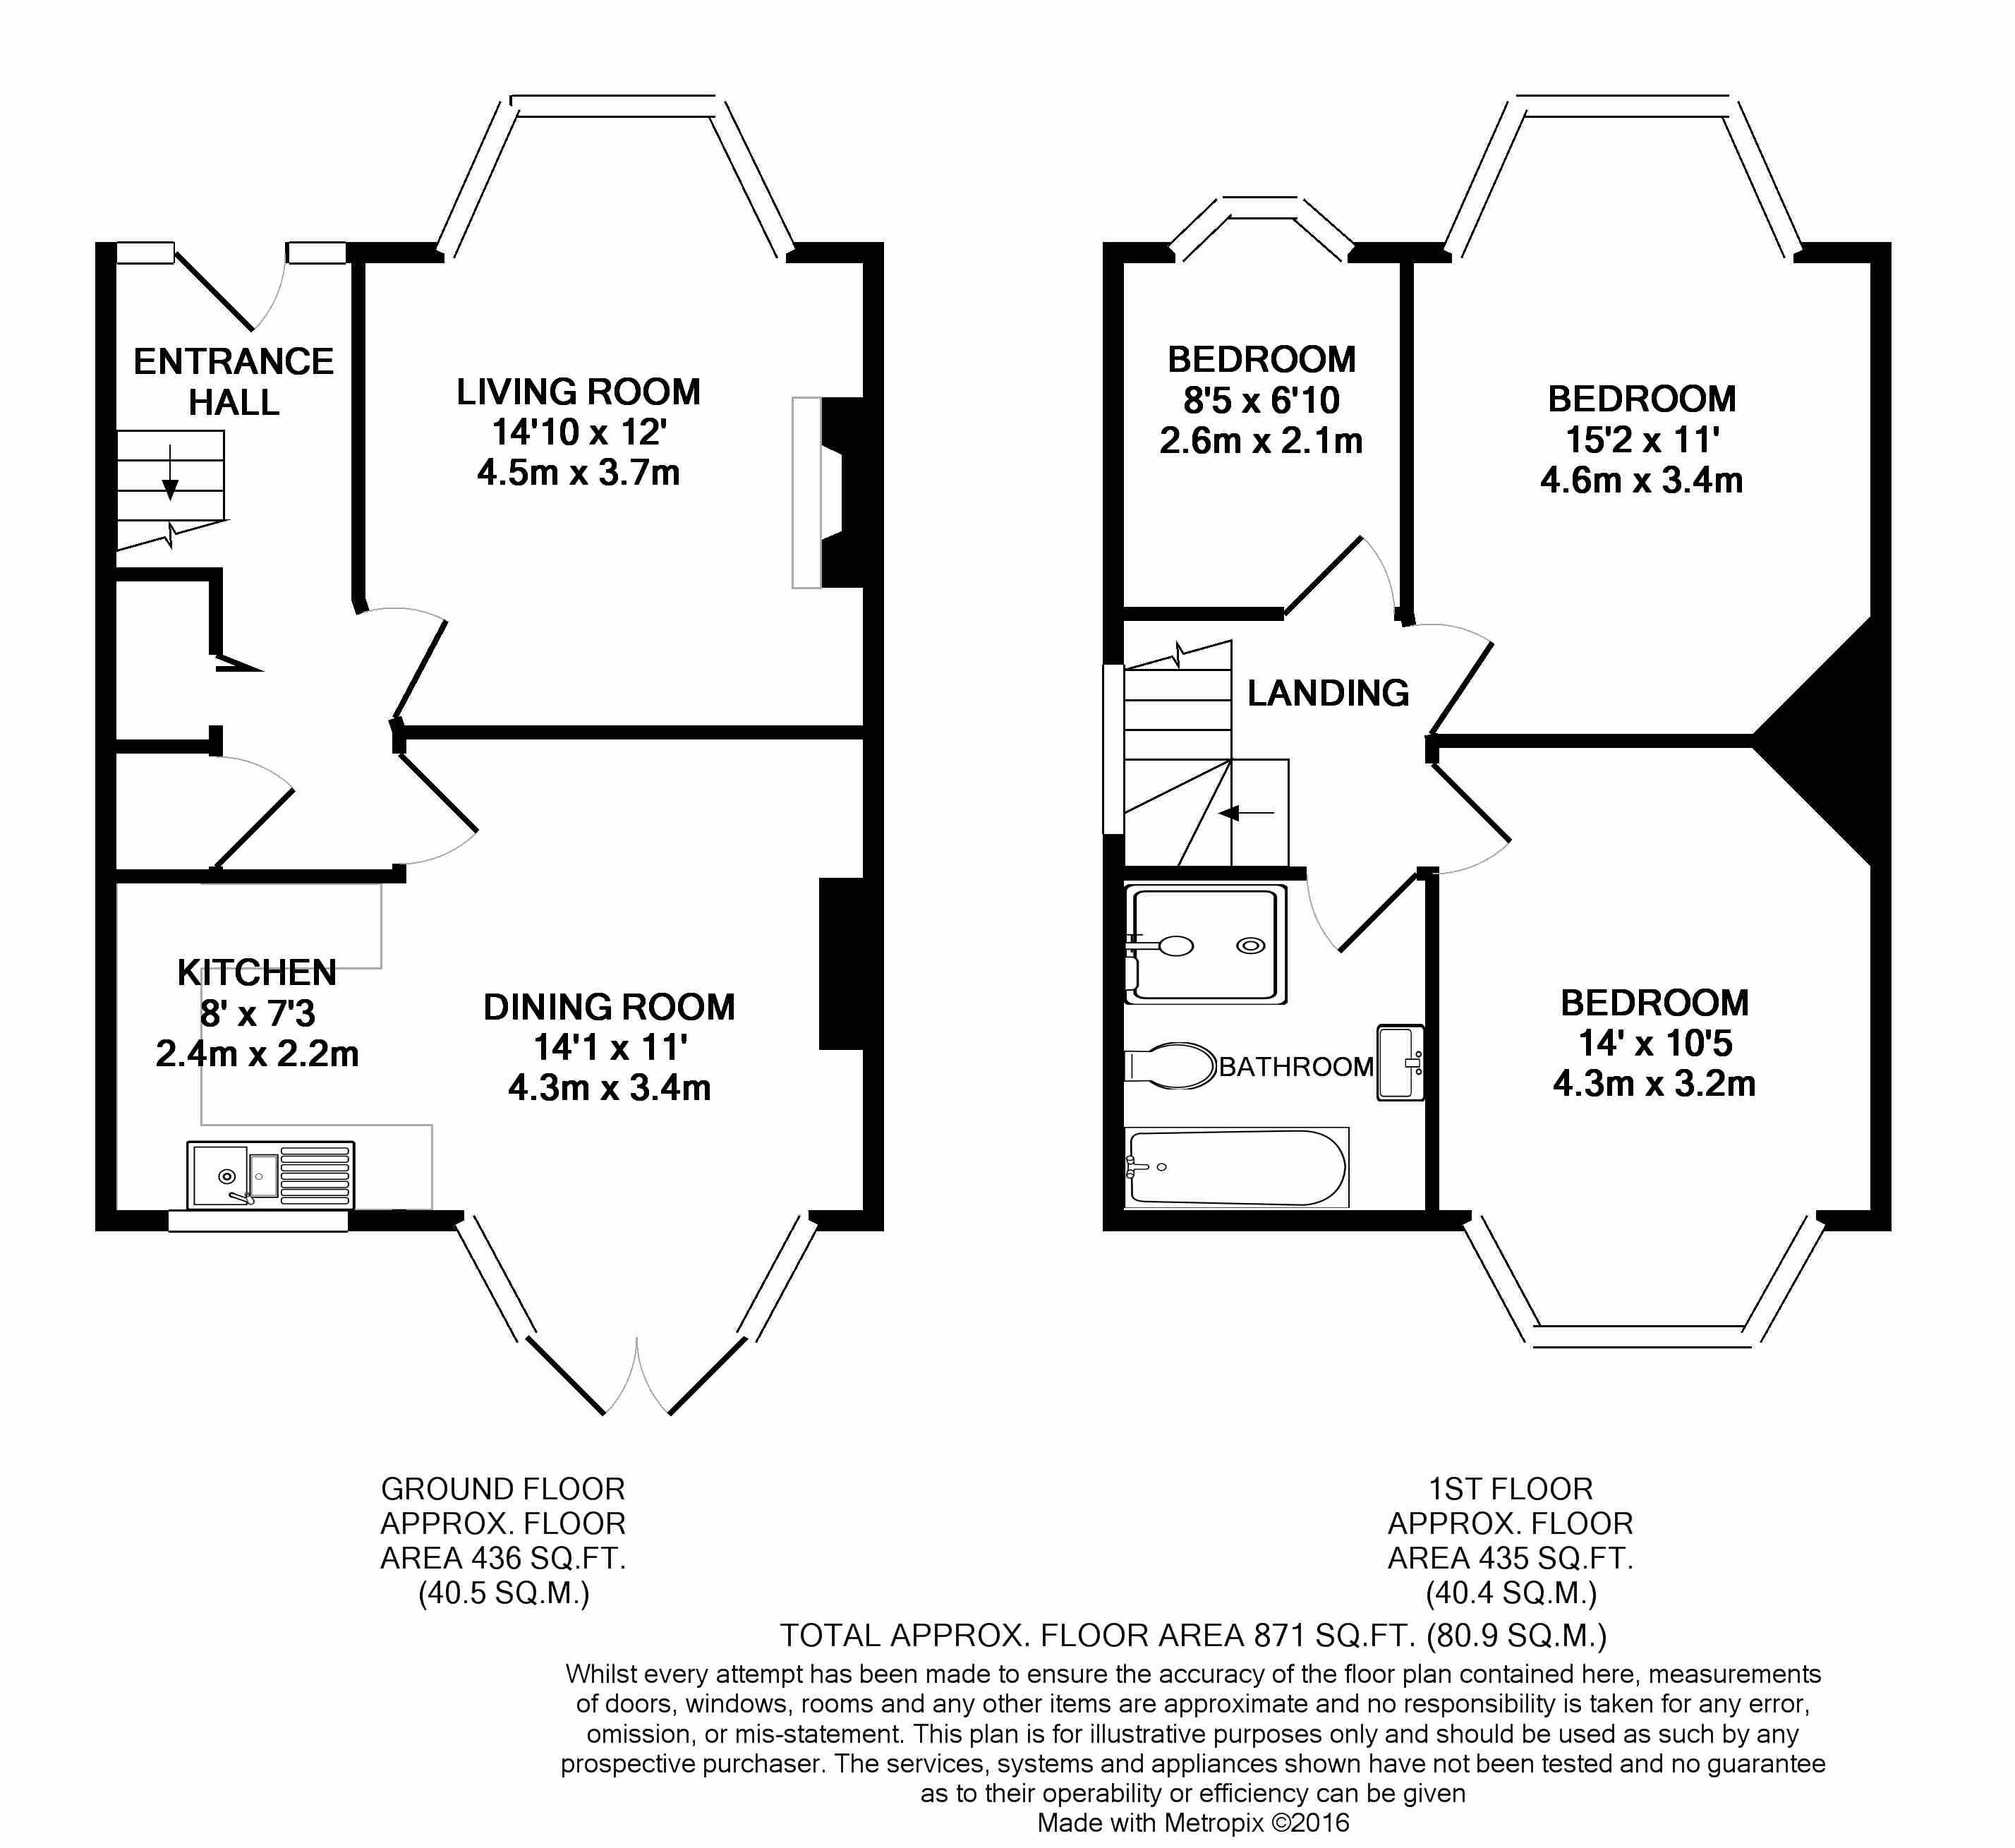 ENTRANCE
HALL
LIVING ROOM
14'10 x 12'
4.5m x 3.7m
KITCHEN
8' x 7'3
2.4m x 2.2m
DINING ROOM
14'1 x 11'
4.3m x 3.4m
BEDROOM
8'5 x 6'10
2.6m x 2.1m
BEDROOM
15'2 x 11'
4.6m x 3.4m
LANDING
BATHROOM
BEDROOM
14' x 10'5
4.3m x 3.2m
GROUND FLOOR
APPROX. FLOOR
AREA 436 SQ.FT.
(40.5 SQ.M.)
1ST FLOOR
APPROX. FLOOR
AREA 435 SQ.FT.
(40.4 SQ.M.)
TOTAL APPROX. FLOOR AREA 871 SQ.FT. (80.9 SQ.M.)
Whilst every attempt has been made to ensure the accuracy of the floor plan contained here, measurements
of doors, windows, rooms and any other items are approximate and no responsibility is taken for any error,
omission, or mis-statement. This plan is for illustrative purposes only and should be used as such by any
prospective purchaser. The services, systems and appliances shown have not been tested and no guarantee
as to their operability or efficiency can be given
Made with Metropix ©2016